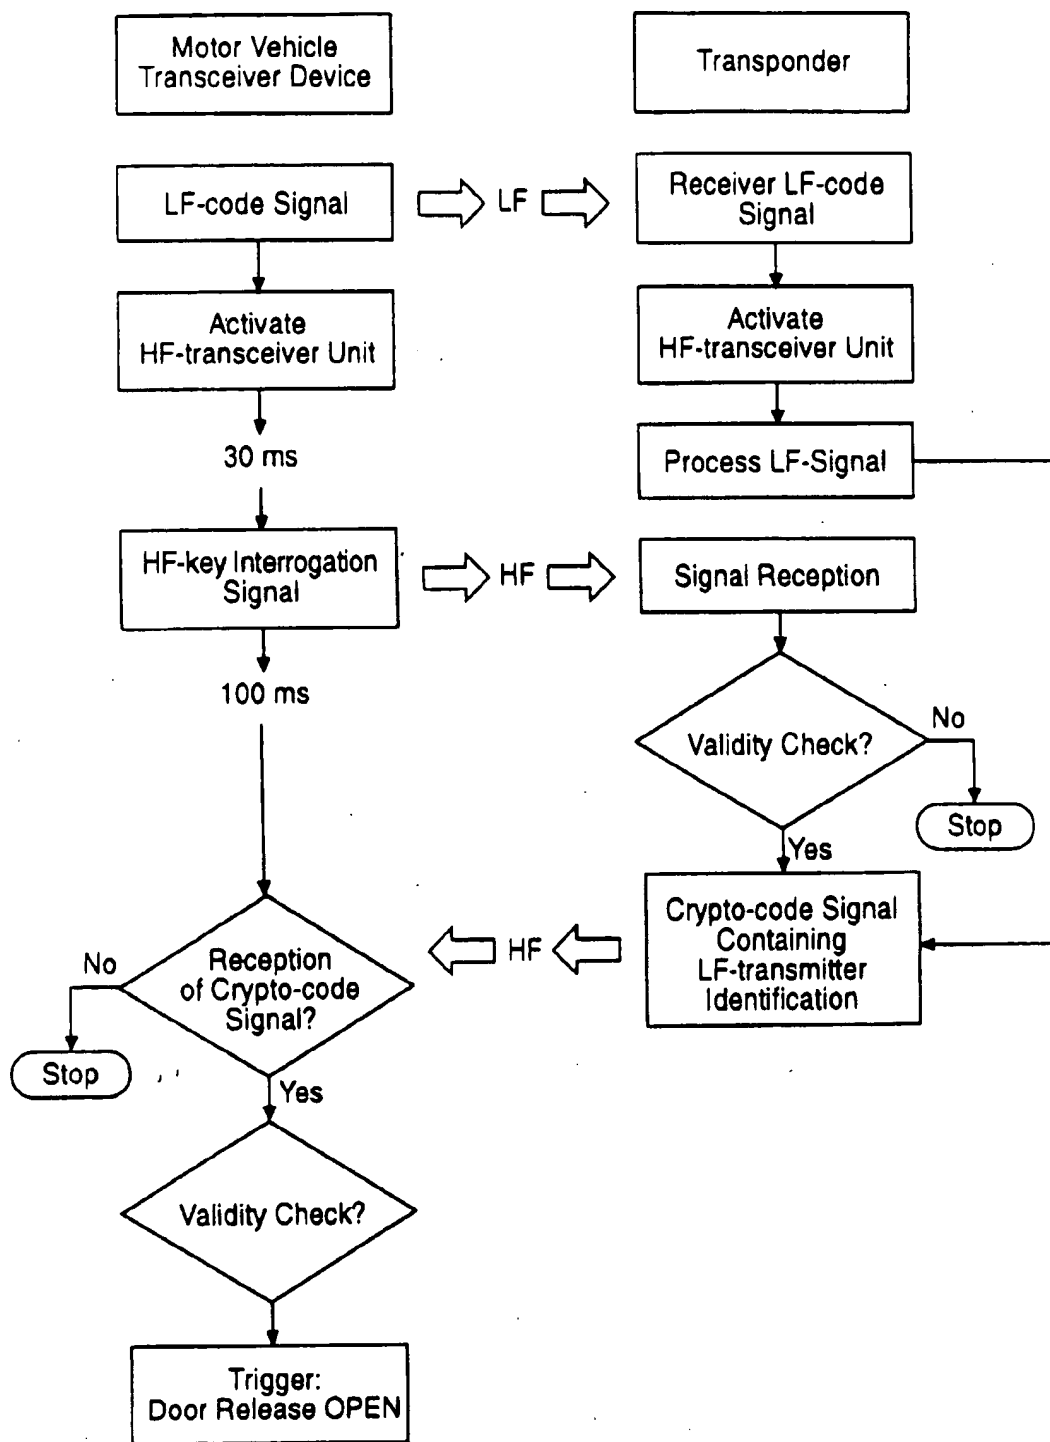 Motor Vehicle
Transceiver Device
Transponder
LF-code Signal
LF
Receiver LF-code
Signal
Activate
HF-transceiver Unit
Activate
HF-transceiver Unit
30 ms
Process LF-Signal
HF-key Interrogation
Signal
HF
Signal Reception
100 ms
Validity Check?
No
Stop
Yes
Crypto-code Signal
Containing
LF-transmitter
Identification
HF
Reception
of Crypto-code
Signal?
No
Stop
Yes
Validity Check?
Trigger:
Door Release OPEN